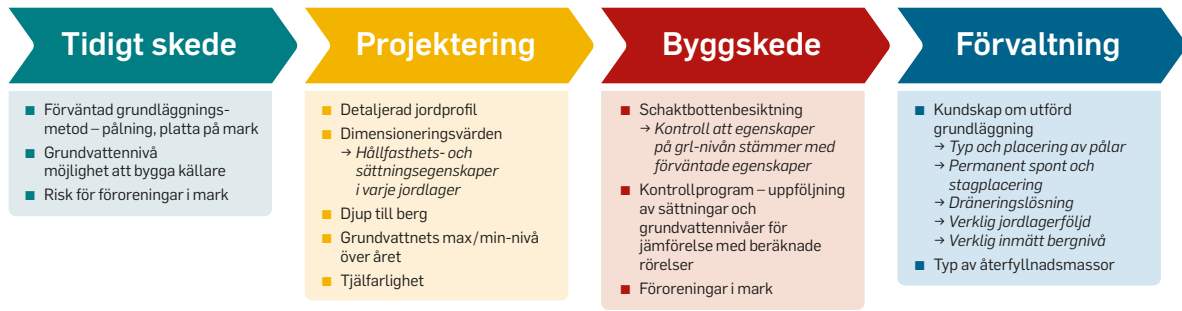 Tidigt skede
■ Förväntad grundläggnings-
metod – pålning, platta på mark
■ Grundvattennivå
möjlighet att bygga källare
■ Risk för föroreningar i mark
Projektering
■ Detaljerad jordprofil
■ Dimensioneringsvärden
→ Hållfasthets- och
sättningsegenskaper
i varje jordlager
■ Djup till berg
■ Grundvattnets max/min-nivå
över året
■ Tjälfarlighet
Byggskede
■ Schaktbottenbesiktning
→ Kontroll att egenskaper
på grl-nivån stämmer med
förväntade egenskaper
■ Kontrollprogram – uppföljning
av sättningar och
grundvattennivåer för
jämförelse med beräknade
rörelser
■ Föroreningar i mark
Förvaltning
■ Kundskap om utförd
grundläggning
→ Typ och placering av pålar
→ Permanent spont och
stagplacering
→ Dräneringslösning
→ Verklig jordlagerföljd
→ Verklig inmätt bergnivå
■ Typ av återfyllnadsmassor